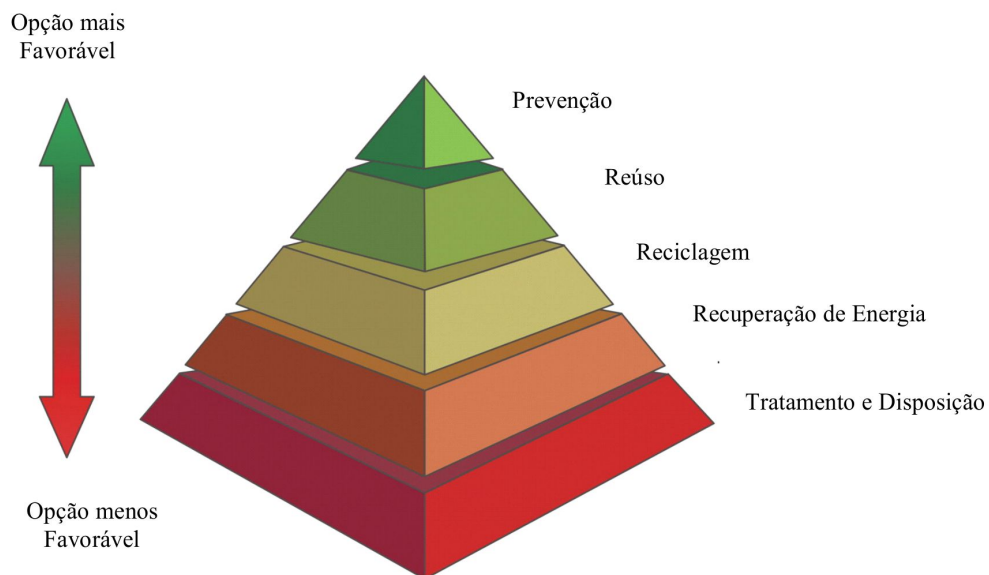 Opção mais
Favorável
Prevenção
Reúso
Reciclagem
Recuperação de Energia
Tratamento e Disposição
Opção menos
Favorável